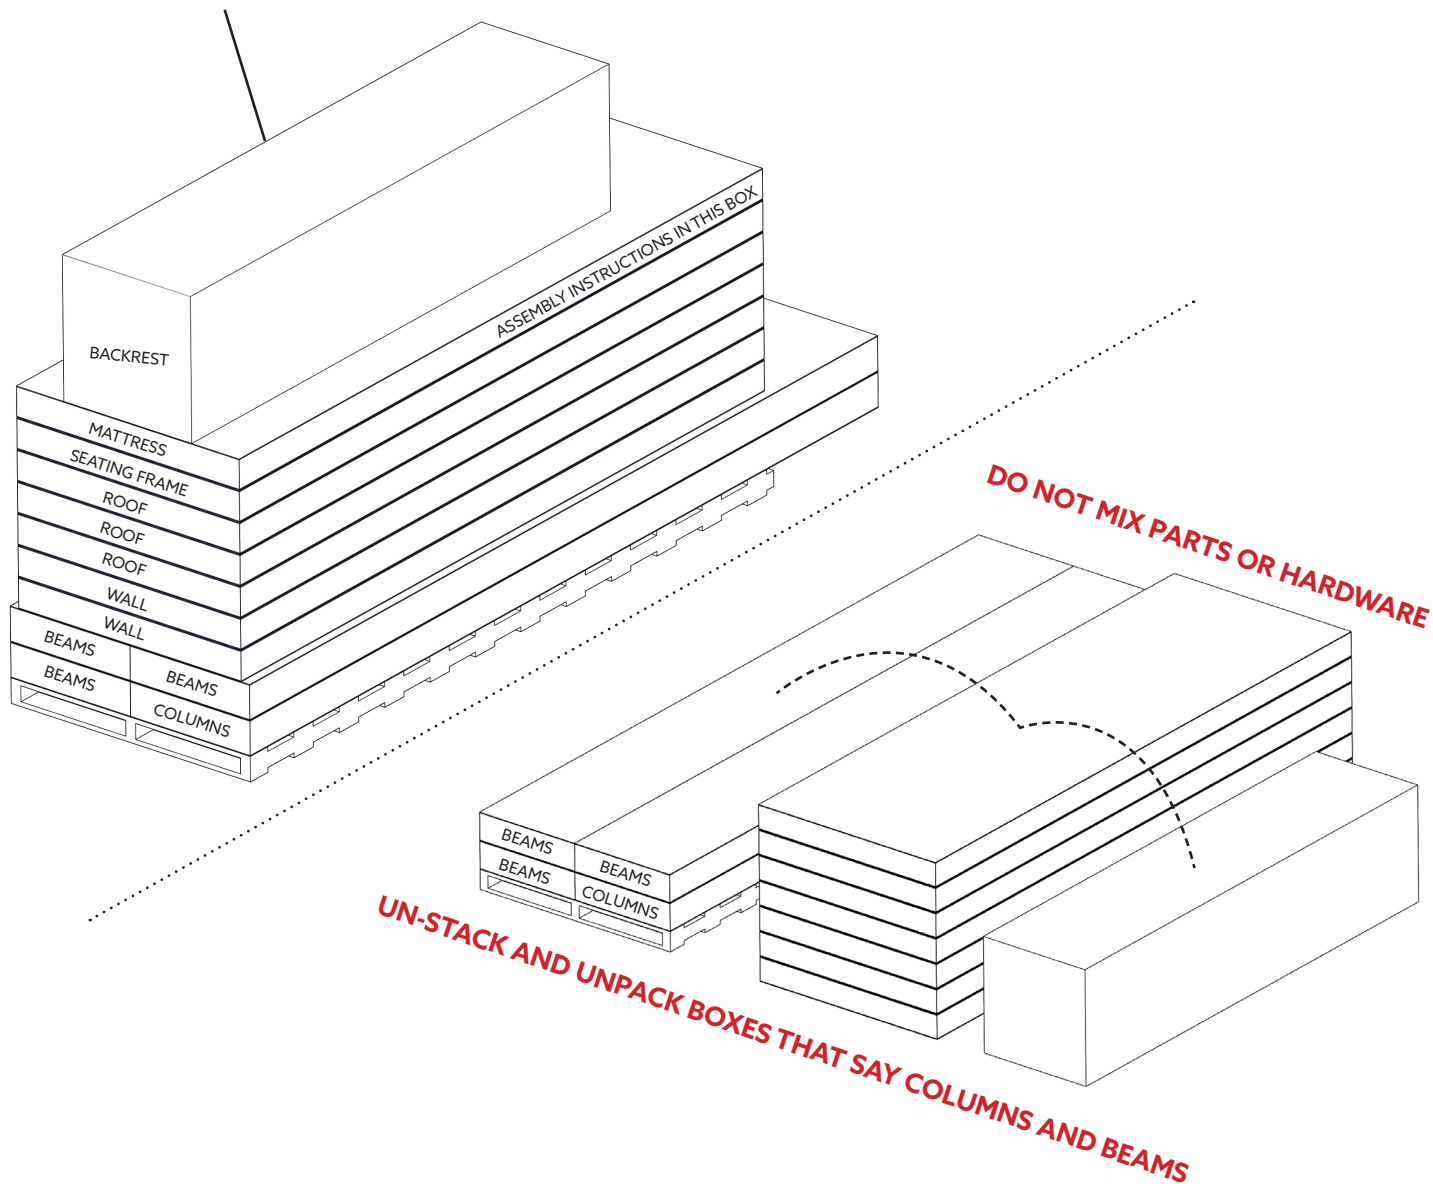 ASSEMBLY INSTRUCTIONS IN THIS BOX
BACKREST
MATTRESS
SEATING FRAME
ROOF
ROOF
ROOF
WALL
WALL
BEAMS
BEAMS
BEAMS
COLUMNS
DO NOT MIX PARTS OR HARDWARE
BEAMS
BEAMS
BEAMS
COLUMNS
UN-STACK AND UNPACK BOXES THAT SAY COLUMNS AND BEAMS